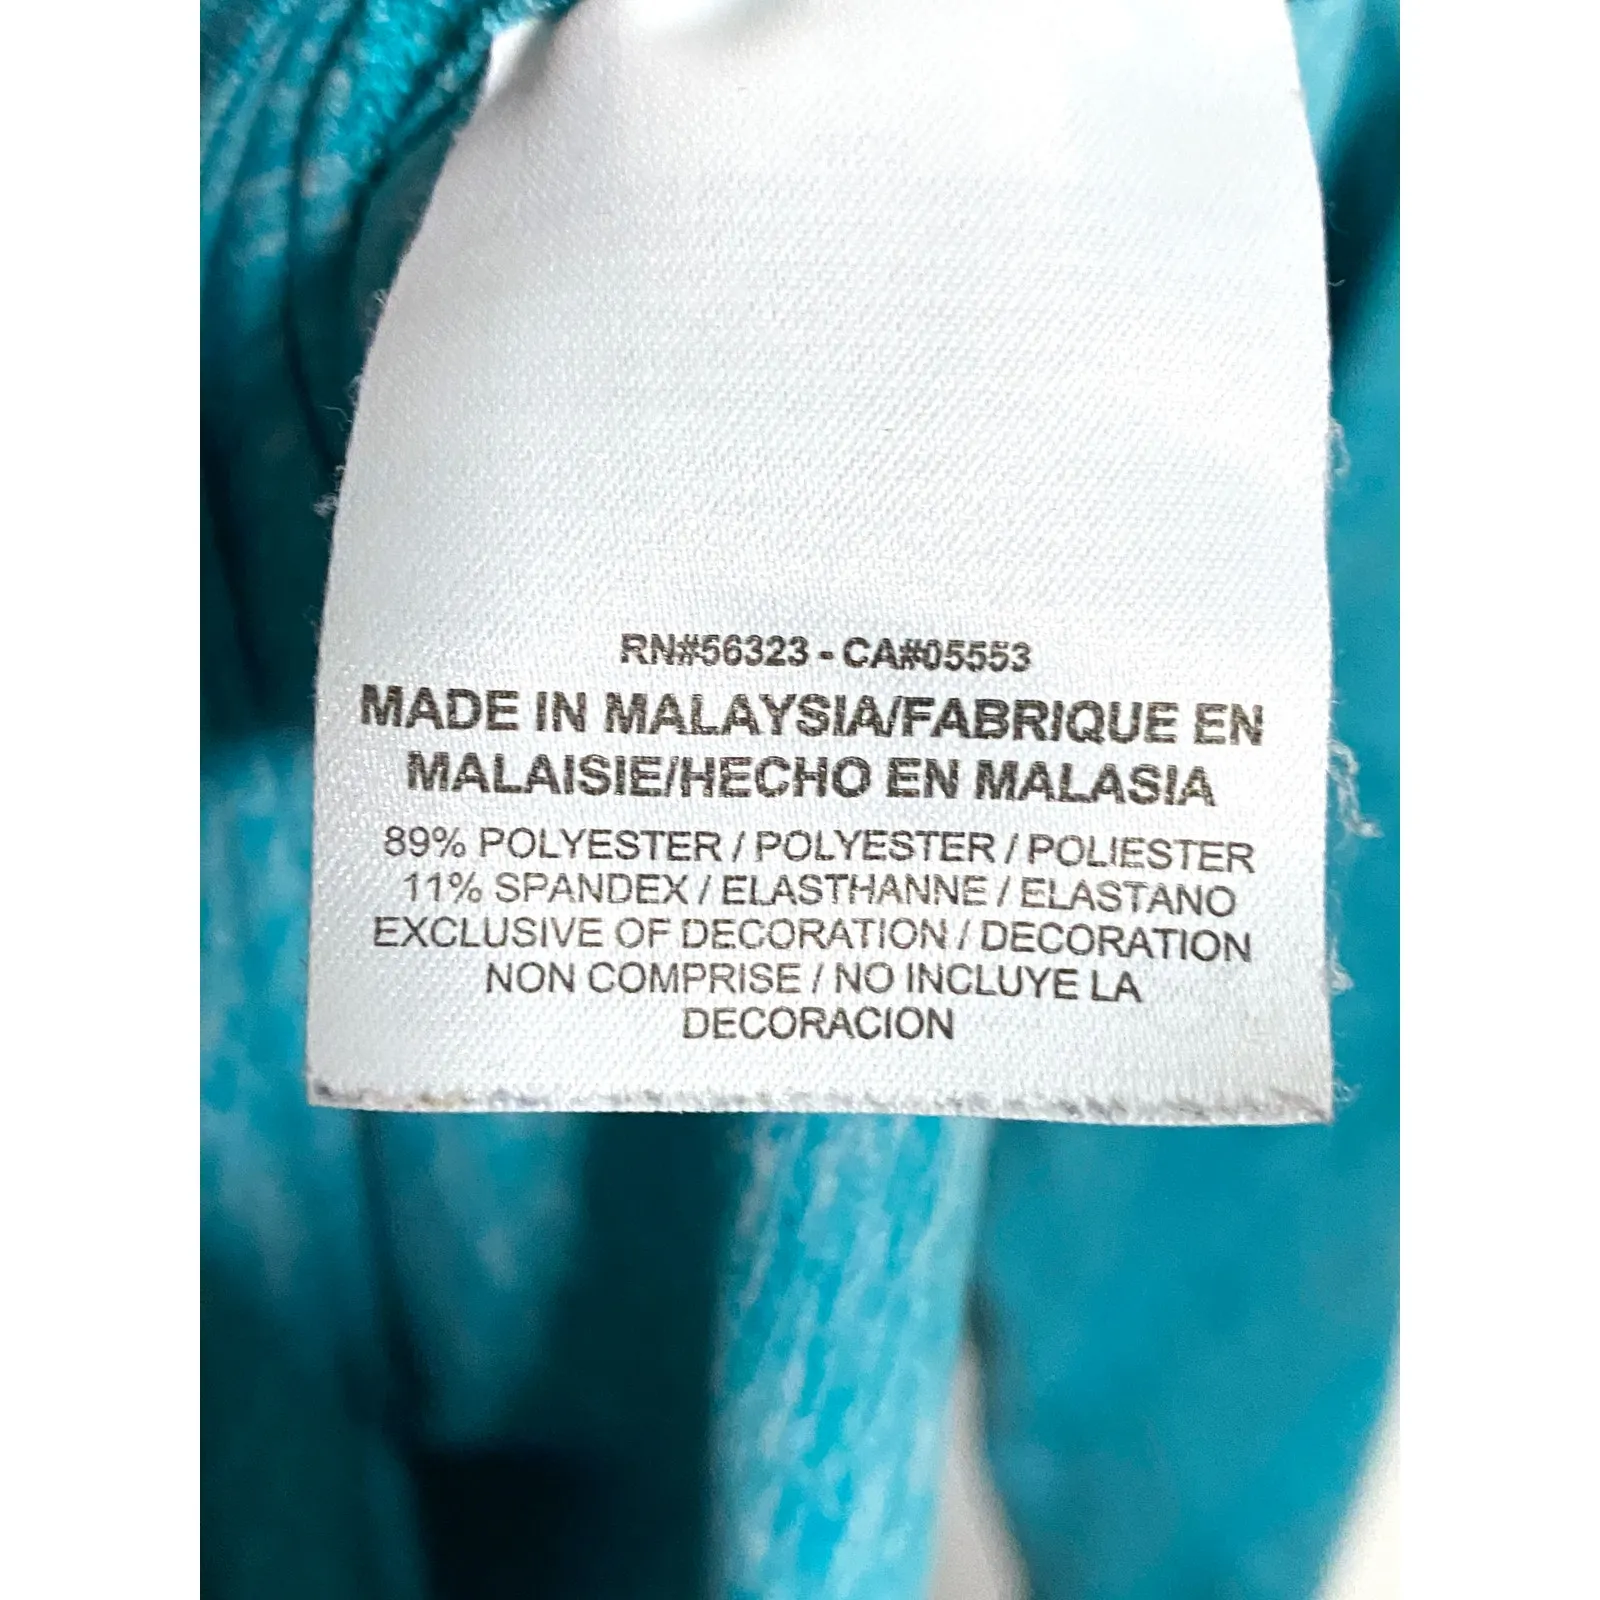 RN#56323 - CA#05553
MADE IN MALAYSIA/FABRIQUE EN
MALAISIE/HECHO EN MALASIA
89% POLYESTER / POLYESTER / POLIESTER
11% SPANDEX / ELASTHANNE / ELASTANO
EXCLUSIVE OF DECORATION / DECORATION
NON COMPRISE / NO INCLUYE LA
DECORACION